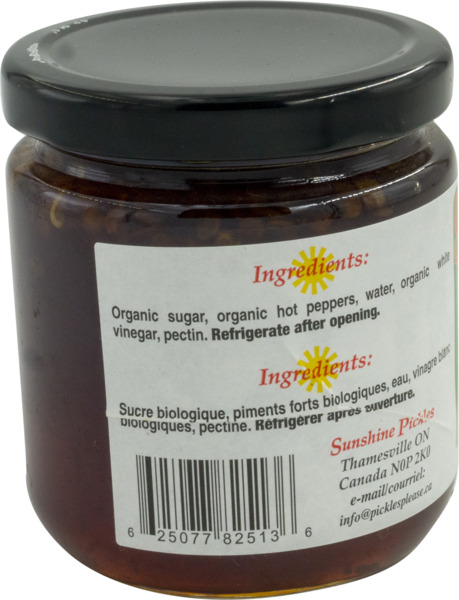 Ingredients:
Organic sugar, organic hot peppers, water, organic white
vinegar, pectin. Refrigerate after opening.
Ingredients:
Sucre biologique, piments forts biologiques, eau, vinagre blanc
biologiques, pectine. Réfrigérer après ouverture.
Sunshine Pickles
Thamesville ON
Canada N0P 2K0
e-mail/courriel:
info@picklesplease.ca
6 25077 82513 6